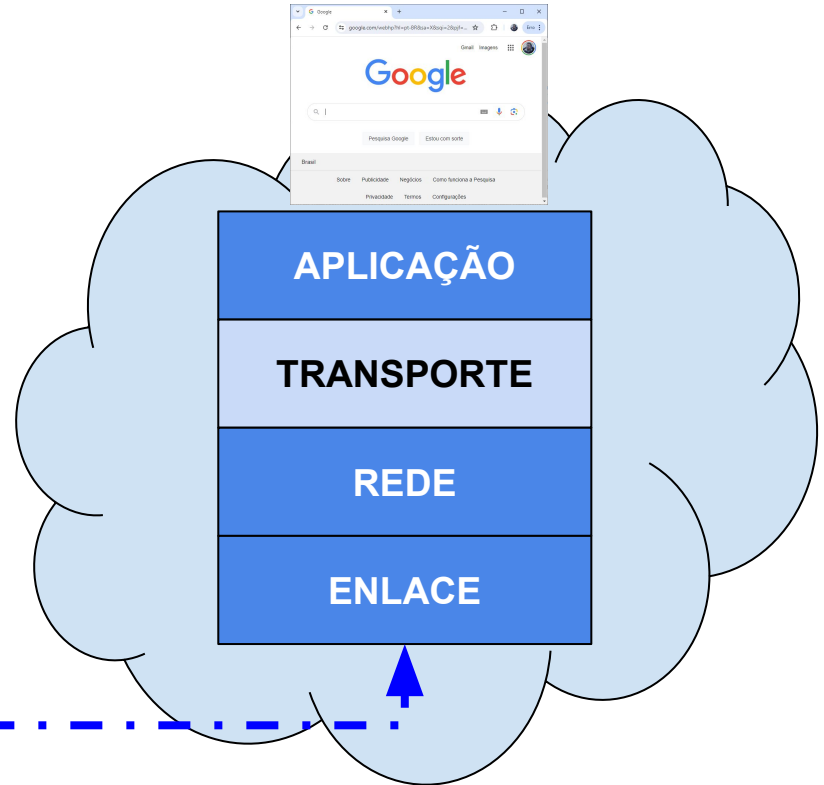 G Google
google.com/webhp?hl=pt-BR&sa=X&sqi=2&pjf=...
Gmail Imagens
Google
Pesquisa Google Estou com sorte
Brasil
Sobre Publicidade Negócios Como funciona a Pesquisa
Privacidade Termos Configurações
APLICAÇÃO
TRANSPORTE
REDE
ENLACE